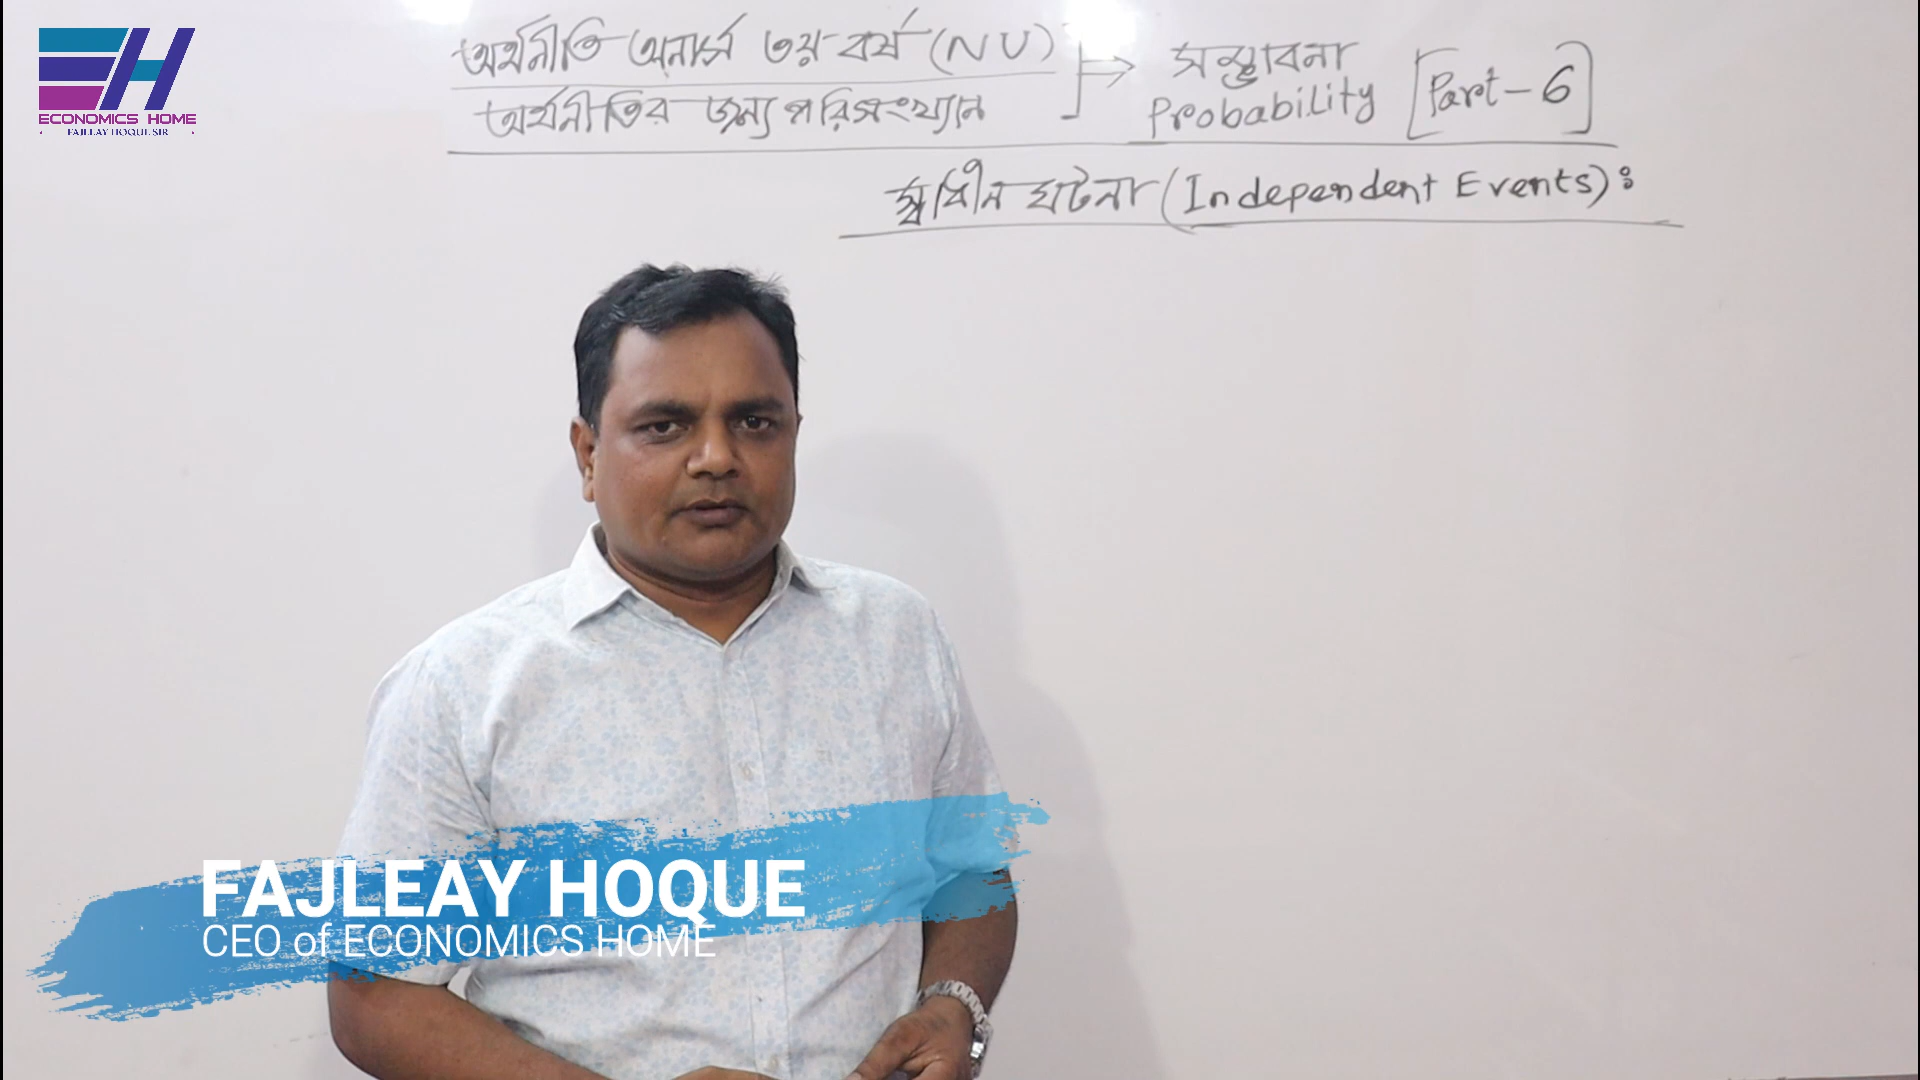 EH
ECONOMICS HOME
FAJLEAY HOQUE SIR
অর্থনীতি অনার্স ৩য় বর্ষ (NU)
অর্থনীতির জন্য পরিসংখ্যান
সম্ভাবনা
Probability [Part-6]
স্বাধীন ঘটনা (Independent Events):
FAJLEAY HOQUE
CEO of ECONOMICS HOME